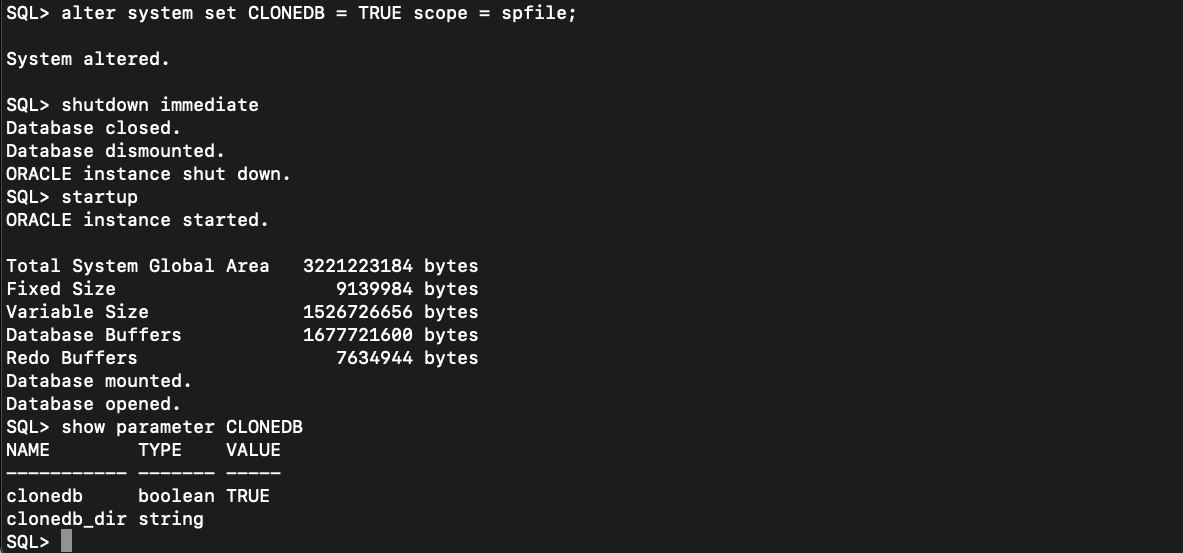 SQL> alter system set CLONEDB = TRUE scope = spfile;
System altered.
SQL> shutdown immediate
Database closed.
Database dismounted.
ORACLE instance shut down.
SQL> startup
ORACLE instance started.
Total System Global Area   3221223184 bytes
Fixed Size                    9139984 bytes
Variable Size              1526726656 bytes
Database Buffers           1677721600 bytes
Redo Buffers                  7634944 bytes
Database mounted.
Database opened.
SQL> show parameter CLONEDB
NAME        TYPE    VALUE
----------- ------- -----
clonedb     boolean TRUE
clonedb_dir string
SQL>